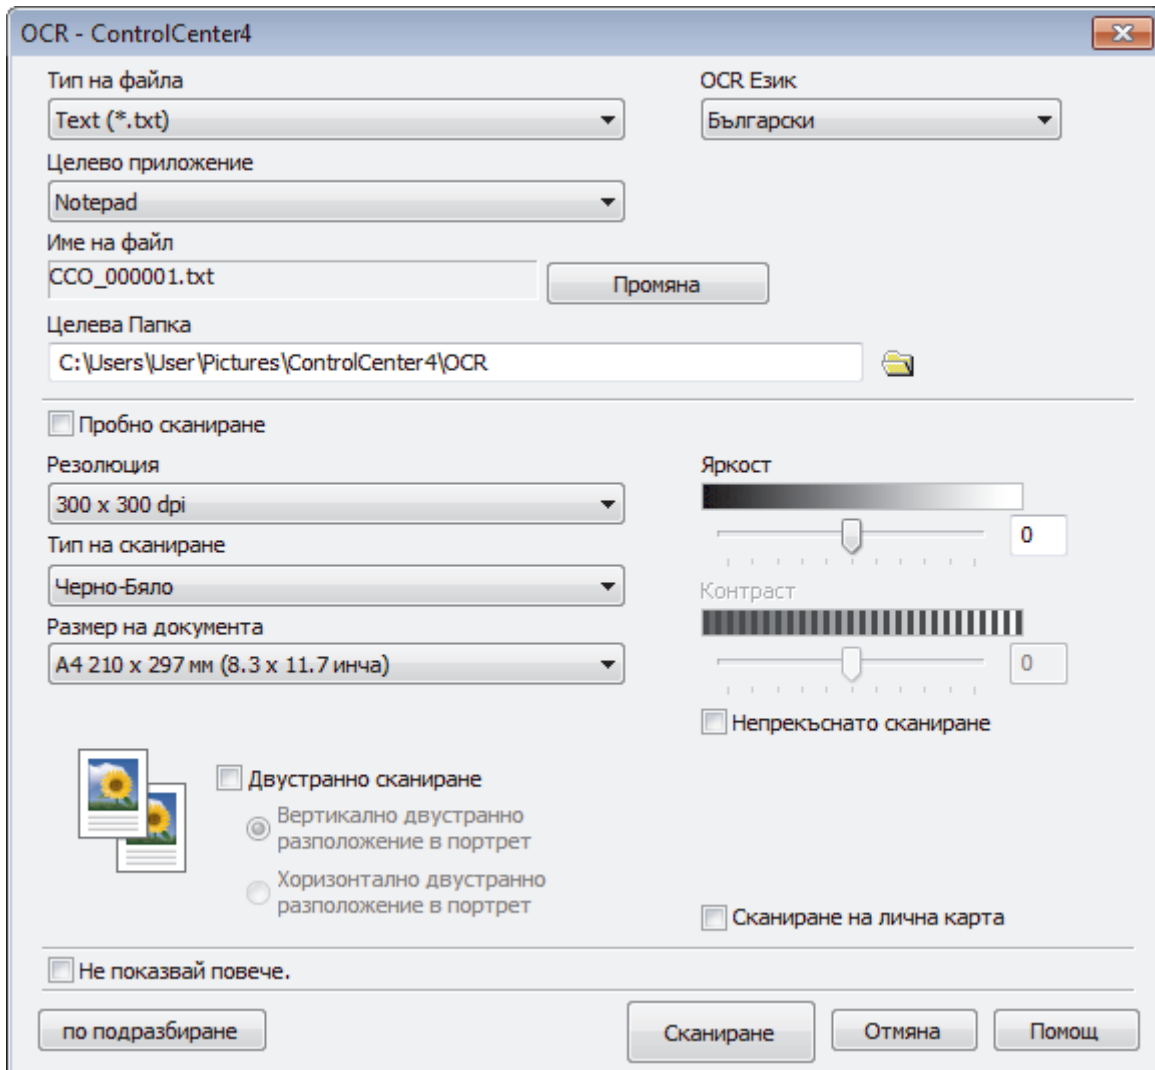 OCR - ControlCenter4
Тип на файла
OCR Език
Text (*.txt)
Български
Целево приложение
Notepad
Име на файл
CCO_000001.txt
Промяна
Целева Папка
C:\Users\User\Pictures\ControlCenter4\OCR
Пробно сканиране
Резолюция
Яркост
300 x 300 dpi
0
Тип на сканиране
Черно-Бяло
Контраст
Размер на документа
A4 210 x 297 мм (8.3 x 11.7 инча)
0
Непрекъснато сканиране
Двустранно сканиране
Вертикално двустранно
разположение в портрет
Хоризонтално двустранно
разположение в портрет
Сканиране на лична карта
Не показвай повече.
по подразбиране
Сканиране
Отмяна
Помощ